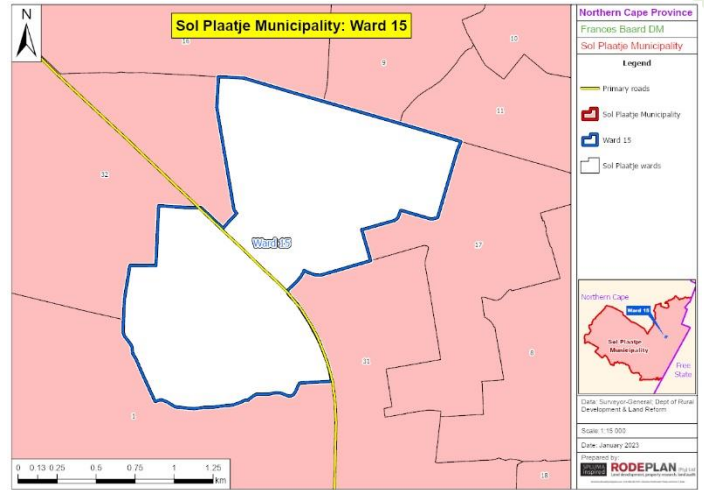 Sol Plaatje Municipality: Ward 15
N
9
10
11
32
Ward 15
17
31
8
1
18
0 0.13 0.25 0.5 0.75 1 1.25
km
Northern Cape Province
Frances Baard DM
Sol Plaatje Municipality
Legend
Primary roads
Sol Plaatje Municipality
Ward 15
Sol Plaatje wards
Northern Cape
Ward 15
Sol Plaatje
Municipality
Free
State
Data: Surveyor-General; Dept of Rural
Development & Land Reform
Scale: 1:15 000
Date: January 2023
Prepared by:
SPLUMA
Inspired
RODEPLAN (Pty) Ltd